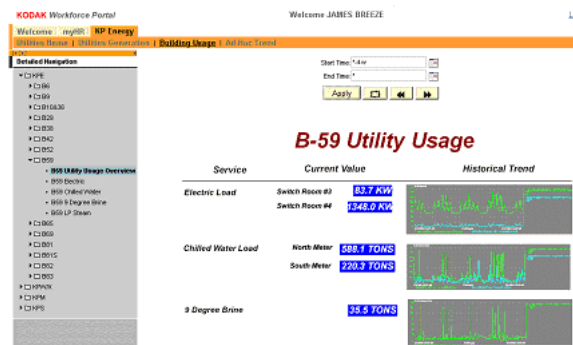 KODAK Workforce Portal
Welcome JAMES BREEZE
Welcome myHR KP Energy
Utilities Home | Utilities Generation | Building Usage | Ad Hoc Trend
Detailed Navigation
KPE
B6
B9
B10&36
B29
B38
B42
B52
B59
B59 Utility Usage Overview
B59 Electric
B59 Chilled Water
B59 9 Degree Brine
B59 LP Steam
B65
B69
B81
B815
B82
B83
KPM
KPS
Start Time: *-4w
End Time: *
Apply
B-59 Utility Usage
Service Current Value Historical Trend
Electric Load
Switch Room #3 83.7 KW
Switch Room #4 1348.0 KW
Chilled Water Load
North Meter 588.1 TONS
South Meter 220.3 TONS
9 Degree Brine
35.5 TONS